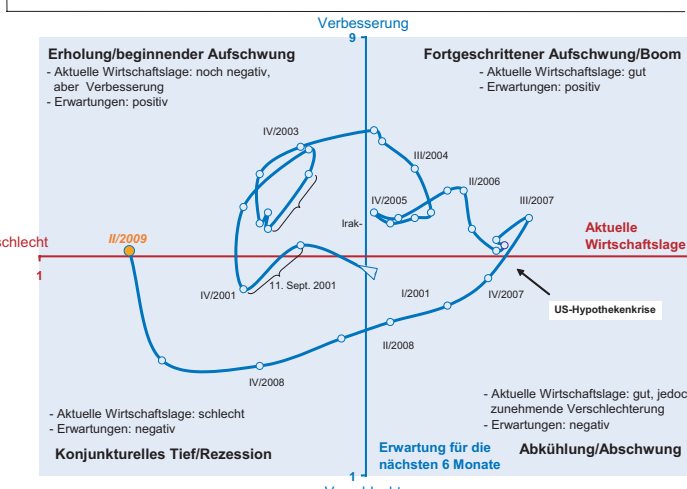 Verbesserung
9
Erholung/beginnender Aufschwung
- Aktuelle Wirtschaftslage: noch negativ,
aber Verbesserung
- Erwartungen: positiv
Fortgeschrittener Aufschwung/Boom
- Aktuelle Wirtschaftslage: gut
- Erwartungen: positiv
IV/2003
III/2004
II/2006
IV/2005
III/2007
Irak-
II/2009
schlecht
1
Aktuelle
Wirtschaftslage
IV/2001
11. Sept. 2001
I/2001
IV/2007
US-Hypothekenkrise
II/2008
IV/2008
- Aktuelle Wirtschaftslage: schlecht
- Erwartungen: negativ
Konjunkturelles Tief/Rezession
- Aktuelle Wirtschaftslage: gut, jedoc
zunehmende Verschlechterung
- Erwartungen: negativ
Abkühlung/Abschwung
Erwartung für die
nächsten 6 Monate
1